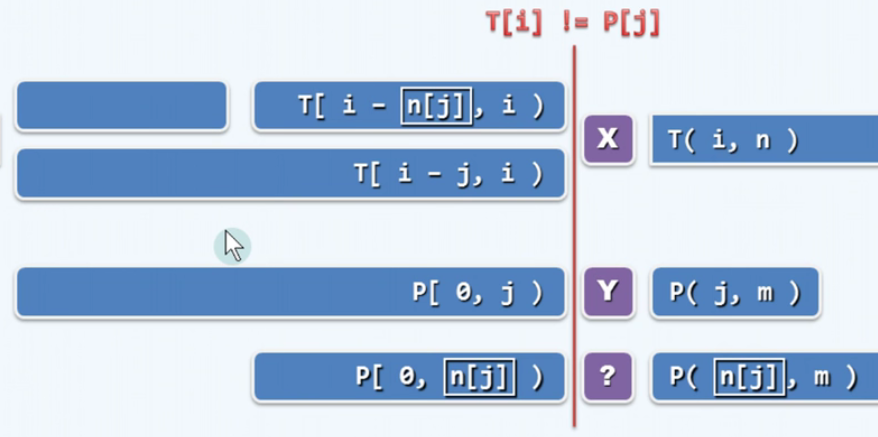 T[i] != P[j]
T[ i - n[j], i )
X T( i, n )
T[ i - j, i )
P[ 0, j ) Y P( j, m )
P[ 0, n[j] ) ? P( n[j], m )